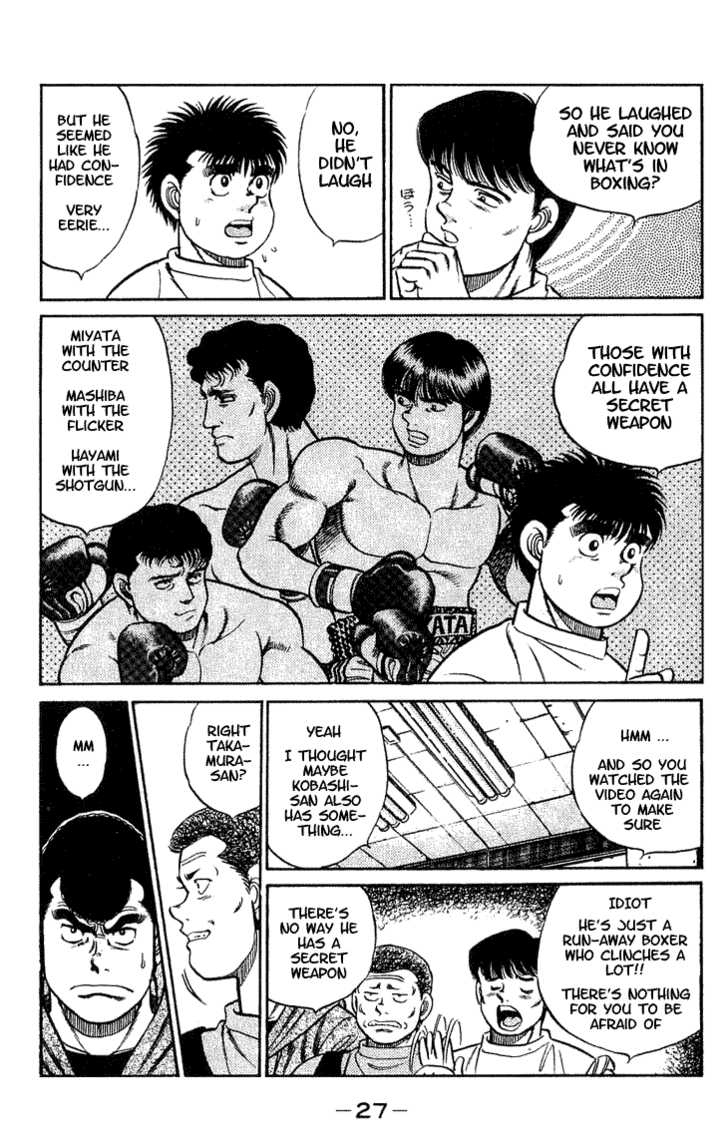 SO HE LAUGHED
AND SAID YOU
NEVER KNOW
WHAT'S IN
BOXING?
ほう…
NO,
HE
DIDN'T
LAUGH
BUT HE
SEEMED
LIKE HE
HAD CON-
FIDENCE
VERY
EERIE...
THOSE WITH
CONFIDENCE
ALL HAVE A
SECRET
WEAPON
MIYATA
WITH THE
COUNTER
MASHIBA
WITH THE
FLICKER
HAYAMI
WITH THE
SHOTGUN...
YATA
HMM ...
AND SO YOU
WATCHED THE
VIDEO AGAIN
TO MAKE
SURE
YEAH
I THOUGHT
MAYBE
KOBASHI-
SAN ALSO
HAS SOME-
THING...
IDIOT
HE'S JUST A
RUN-AWAY BOXER
WHO CLINCHES A
LOT!!
THERE'S NOTHING
FOR YOU TO BE
AFRAID OF
THERE'S
NO WAY HE
HAS A
SECRET
WEAPON
RIGHT
TAKA-
MURA-
SAN?
MM
...
-27-